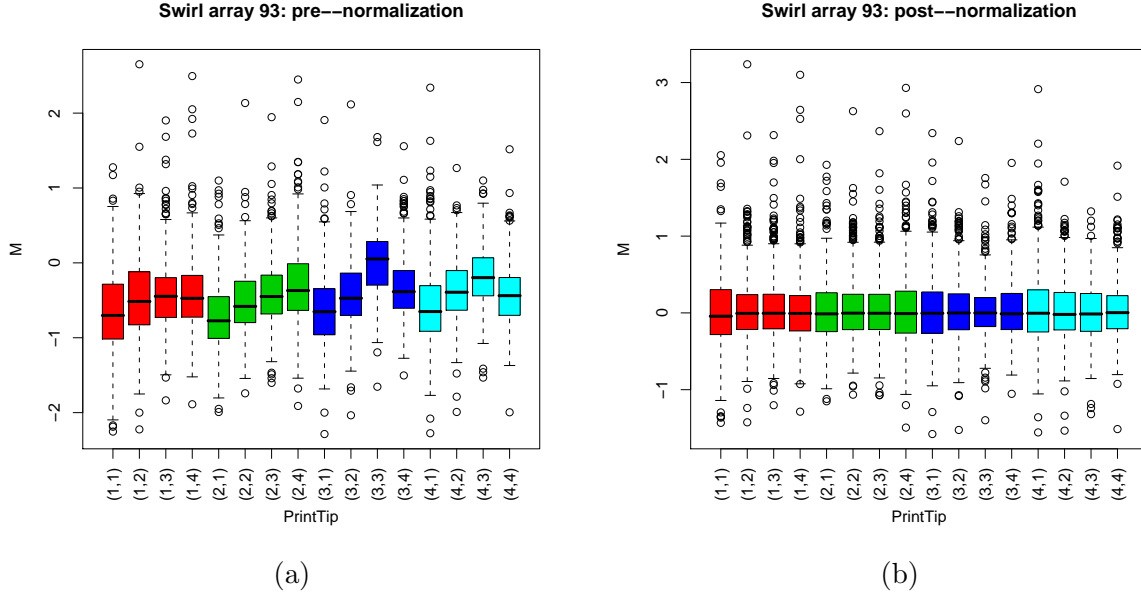 Swirl array 93: pre−−normalization
M
2
1
0
−1
−2
(1,1) (1,2) (1,3) (1,4) (2,1) (2,2) (2,3) (2,4) (3,1) (3,2) (3,3) (3,4) (4,1) (4,2) (4,3) (4,4)
PrintTip
(a)
Swirl array 93: post−−normalization
M
3
2
1
0
−1
(1,1) (1,2) (1,3) (1,4) (2,1) (2,2) (2,3) (2,4) (3,1) (3,2) (3,3) (3,4) (4,1) (4,2) (4,3) (4,4)
PrintTip
(b)